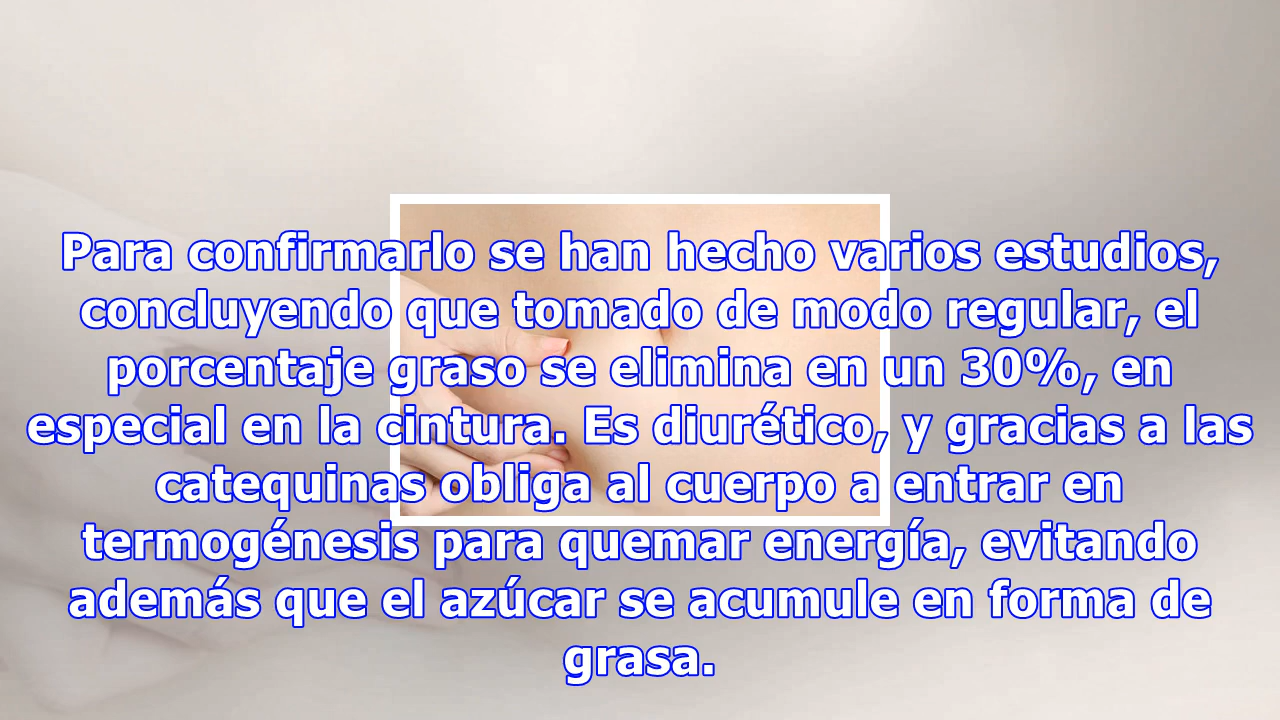 Para confirmarlo se han hecho varios estudios,
concluyendo que tomado de modo regular, el
porcentaje graso se elimina en un 30%, en
especial en la cintura. Es diurético, y gracias a las
catequinas obliga al cuerpo a entrar en
termogénesis para quemar energía, evitando
además que el azúcar se acumule en forma de
grasa.